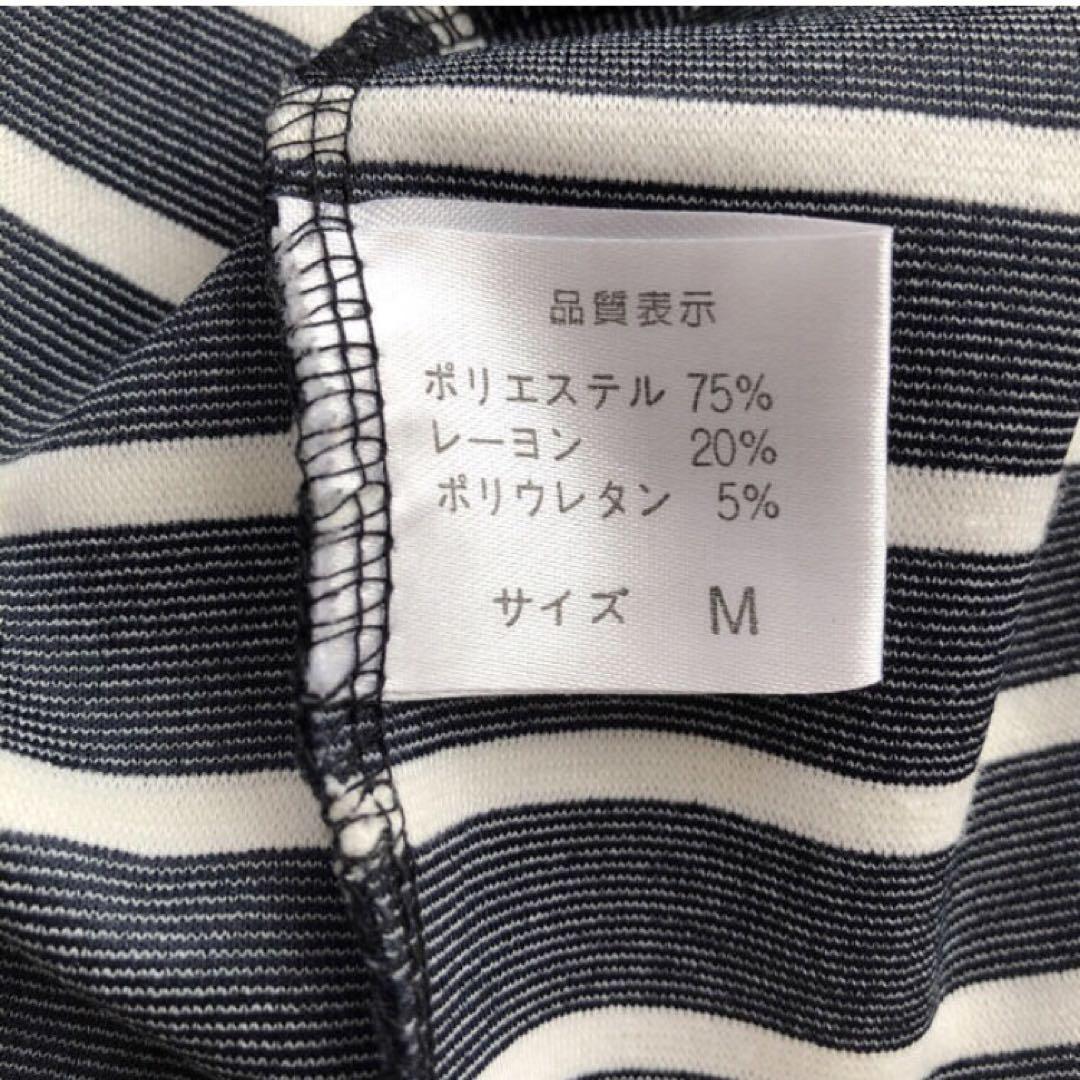 品質表示
ポリエステル 75%
レーヨン 20%
ポリウレタン 5%
サイズ M